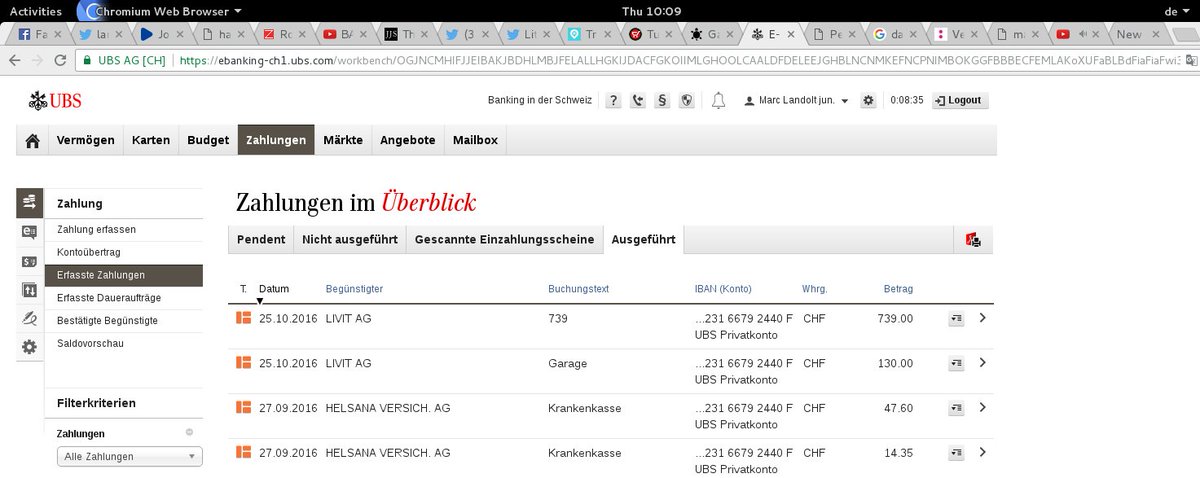 Activities Chromium Web Browser Thu 10:09 de
Fa lau Jo ha Ro BA Th (3 Lit Tr Tu Ga E- Pe da Ve ma New
UBS AG [CH] https://ebanking-ch1.ubs.com/workbench/
UBS Banking in der Schweiz ? § Marc Landolt jun. 0:08:35 Logout
Vermögen Karten Budget Zahlungen Märkte Angebote Mailbox
Zahlungen im Überblick
Zahlung
Zahlung erfassen
Kontoübertrag
Erfasste Zahlungen
Erfasste Daueraufträge
Bestätigte Begünstigte
Saldovorschau
Filterkriterien
Zahlungen
Alle Zahlungen
Pendent Nicht ausgeführt Gescannte Einzahlungsscheine Ausgeführt
T. Datum Begünstigter Buchungstext IBAN (Konto) Whrg. Betrag
25.10.2016 LIVIT AG 739 ...231 6679 2440 F CHF 739.00
UBS Privatkonto
25.10.2016 LIVIT AG Garage ...231 6679 2440 F CHF 130.00
UBS Privatkonto
27.09.2016 HELSANA VERSICH. AG Krankenkasse ...231 6679 2440 F CHF 47.60
UBS Privatkonto
27.09.2016 HELSANA VERSICH. AG Krankenkasse ...231 6679 2440 F CHF 14.35
UBS Privatkonto